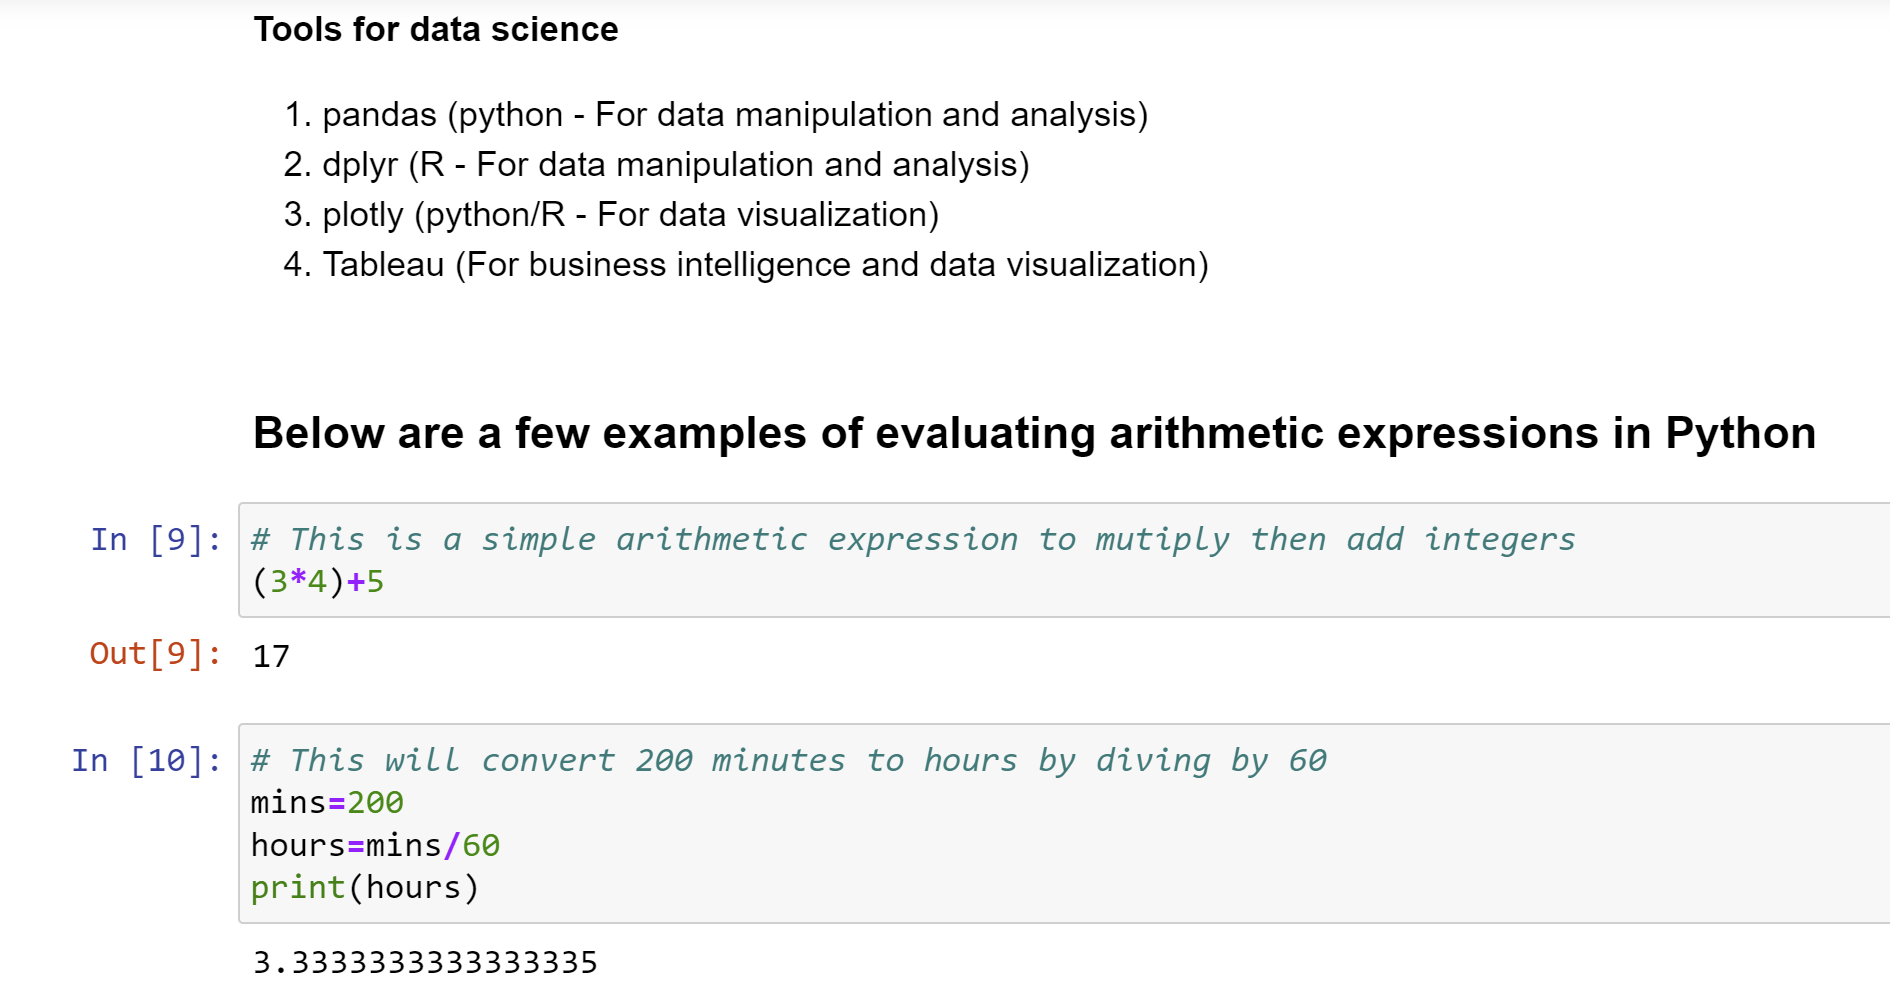 Tools for data science
1. pandas (python - For data manipulation and analysis)
2. dplyr (R - For data manipulation and analysis)
3. plotly (python/R - For data visualization)
4. Tableau (For business intelligence and data visualization)
Below are a few examples of evaluating arithmetic expressions in Python
In [9]: # This is a simple arithmetic expression to mutiply then add integers
(3*4)+5
Out[9]: 17
In [10]: # This will convert 200 minutes to hours by diving by 60
mins=200
hours=mins/60
print(hours)
3.3333333333333335